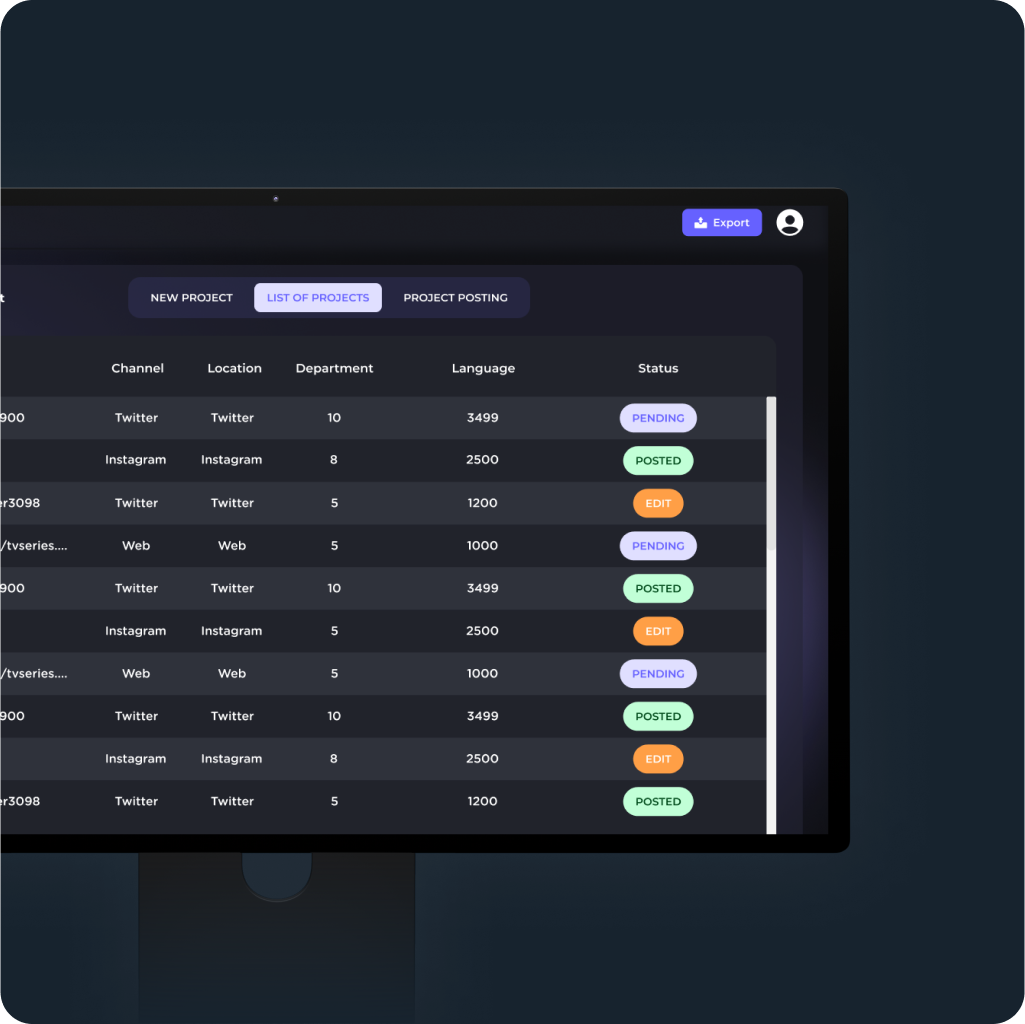 Export
t NEW PROJECT LIST OF PROJECTS PROJECT POSTING
Channel Location Department Language Status
900 Twitter Twitter 10 3499 PENDING
Instagram Instagram 8 2500 POSTED
er3098 Twitter Twitter 5 1200 EDIT
/tvseries.... Web Web 5 1000 PENDING
900 Twitter Twitter 10 3499 POSTED
Instagram Instagram 5 2500 EDIT
/tvseries.... Web Web 5 1000 PENDING
900 Twitter Twitter 10 3499 POSTED
Instagram Instagram 8 2500 EDIT
er3098 Twitter Twitter 5 1200 POSTED